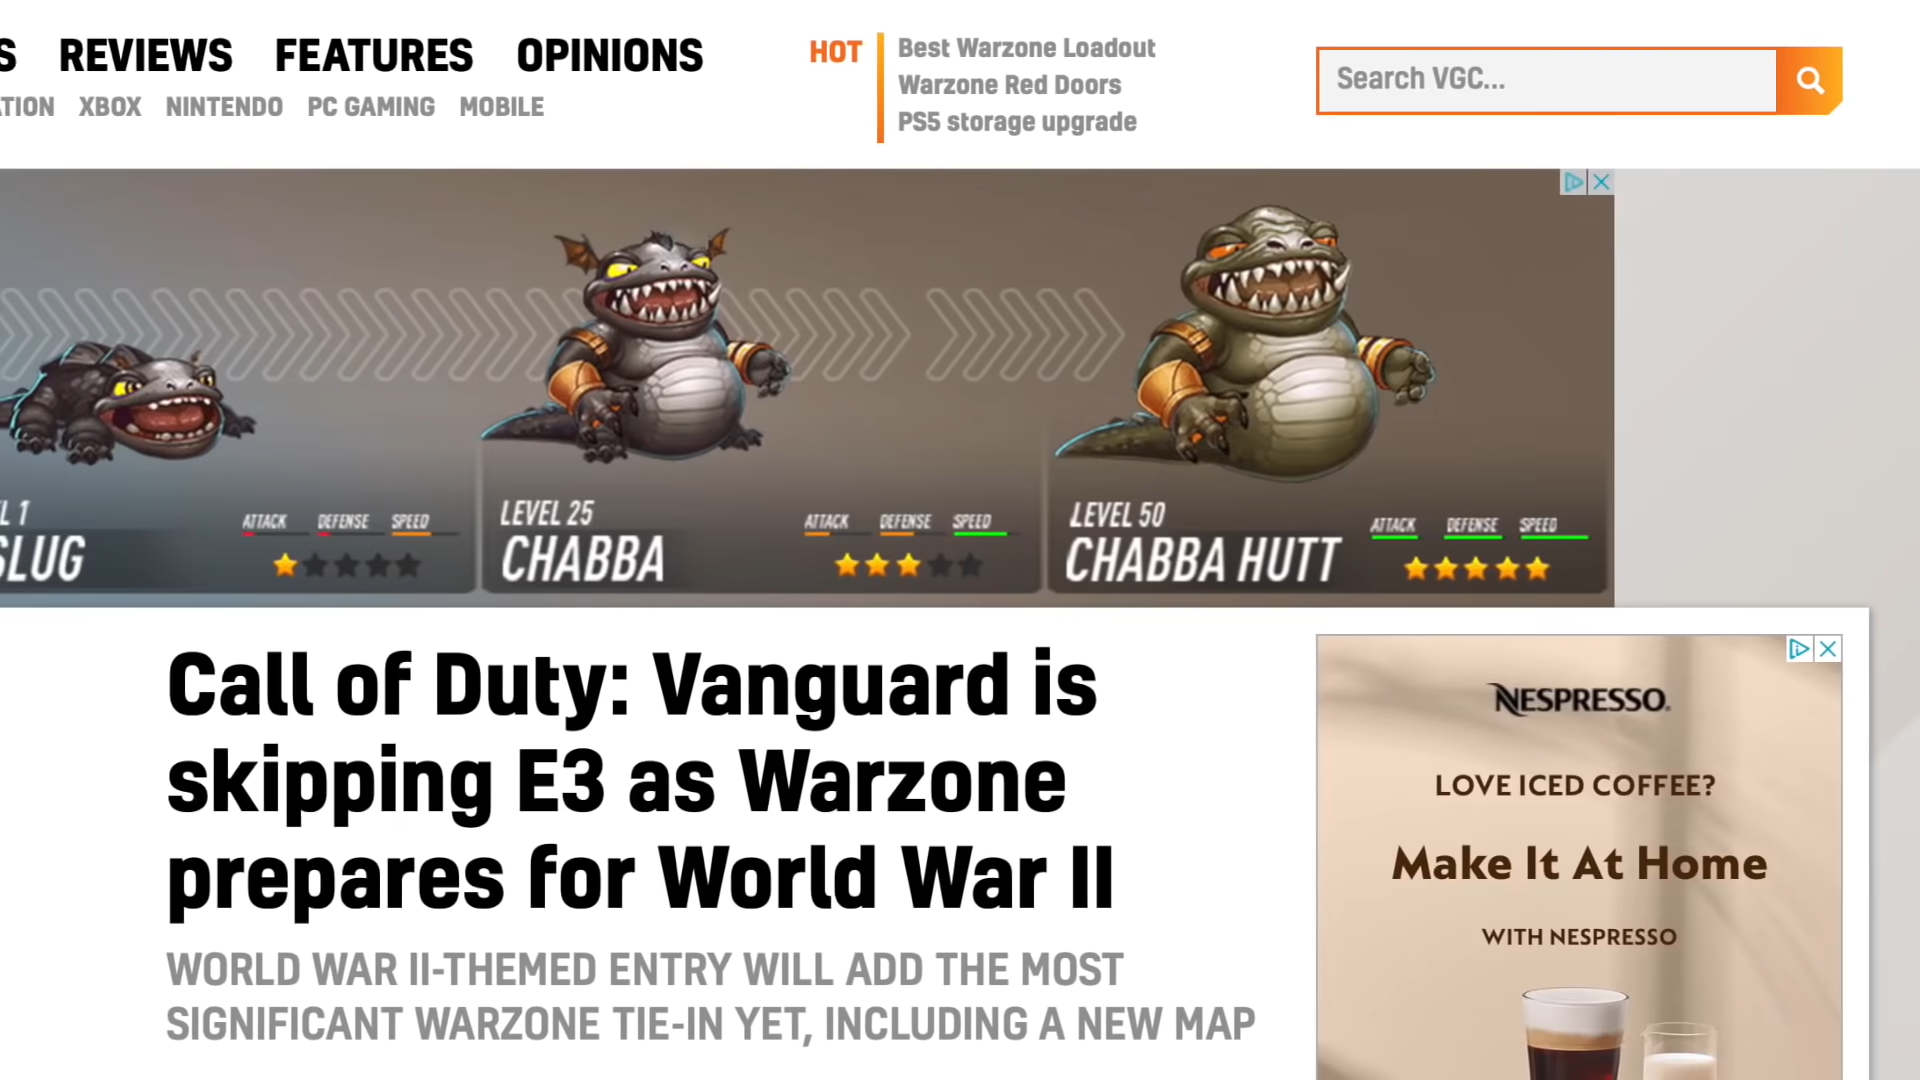 S REVIEWS FEATURES OPINIONS
TION XBOX NINTENDO PC GAMING MOBILE
HOT
Best Warzone Loadout
Warzone Red Doors
PS5 storage upgrade
Search VGC...
L 1
SLUG
ATTACK DEFENSE SPEED
LEVEL 25
CHABBA
ATTACK DEFENSE SPEED
LEVEL 50
CHABBA HUTT
ATTACK DEFENSE SPEED
Call of Duty: Vanguard is
skipping E3 as Warzone
prepares for World War II
WORLD WAR II-THEMED ENTRY WILL ADD THE MOST
SIGNIFICANT WARZONE TIE-IN YET, INCLUDING A NEW MAP
NESPRESSO.
LOVE ICED COFFEE?
Make It At Home
WITH NESPRESSO